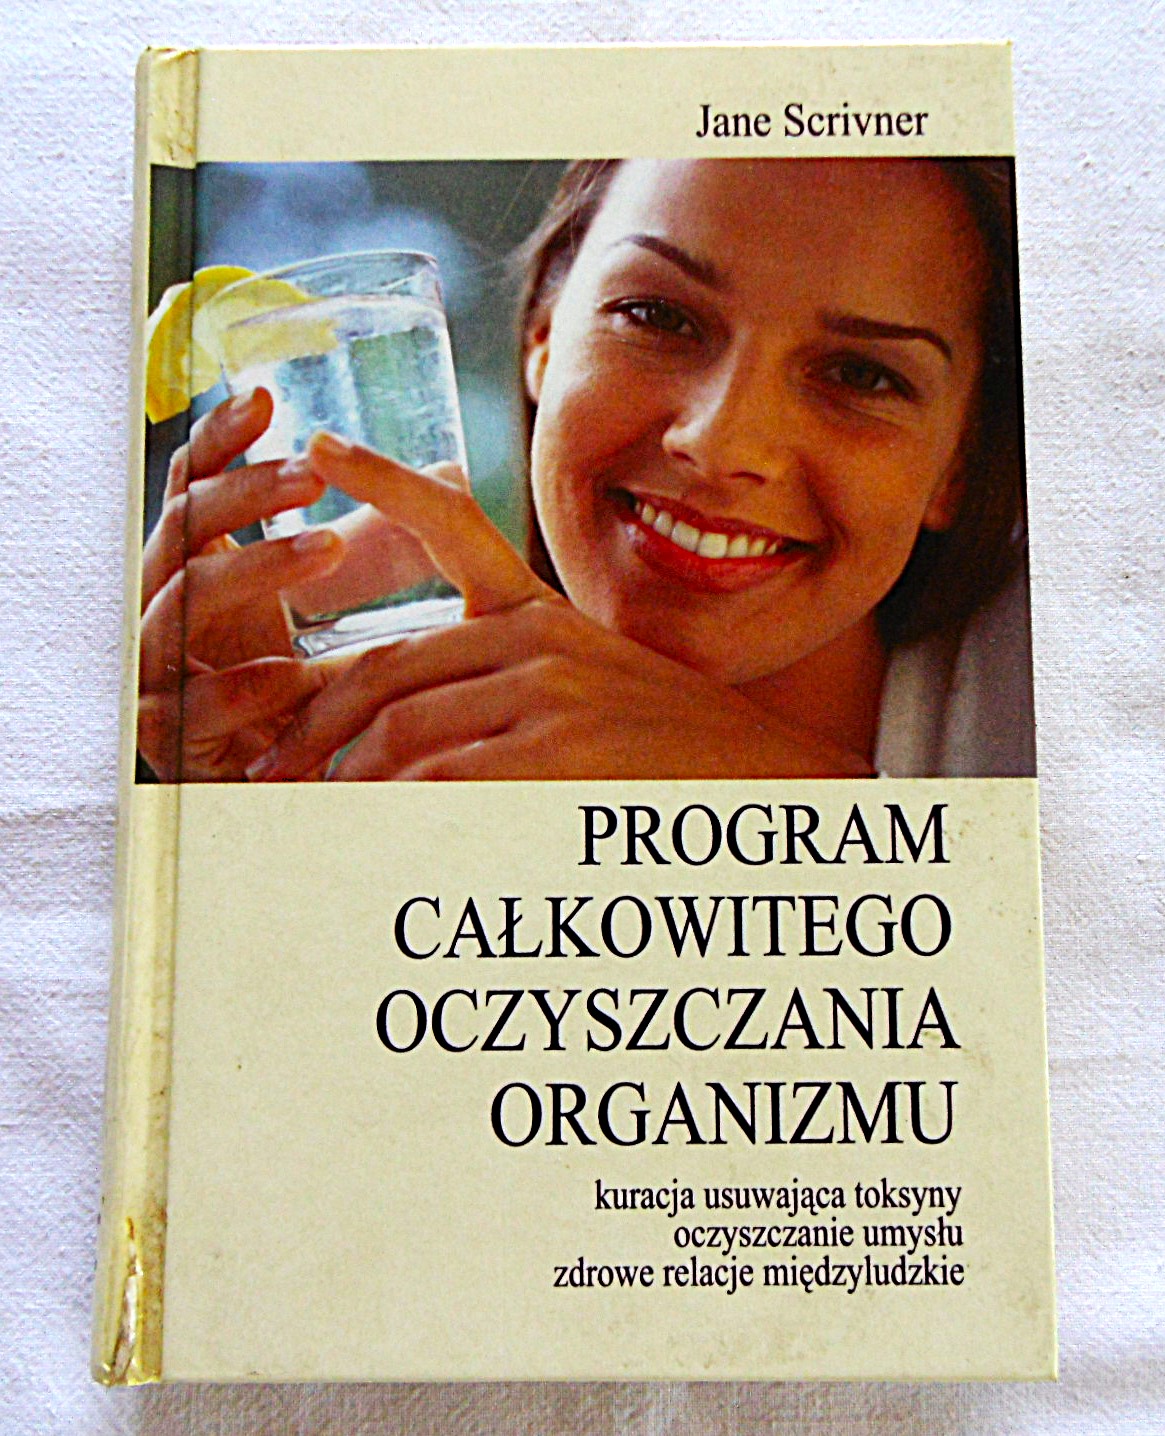 Jane Scrivner
PROGRAM
CAŁKOWITEGO
OCZYSZCZANIA
ORGANIZMU
kuracja usuwająca toksyny
oczyszczanie umysłu
zdrowe relacje międzyludzkie